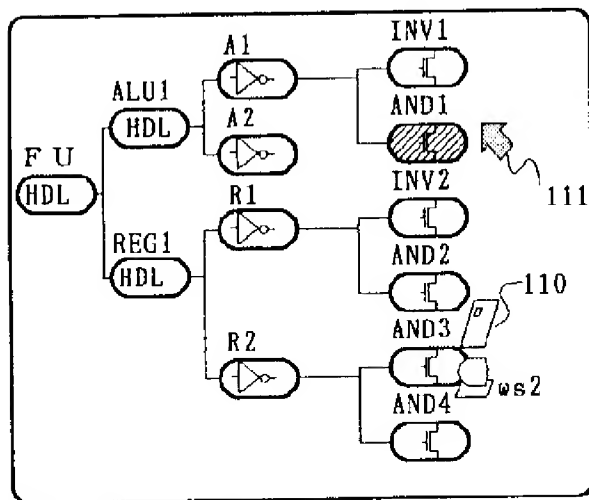 INV1
A1
ALU1
HDL
AND1
A2
F U
HDL
111
INV2
R1
REG1
HDL
AND2
110
AND3
R2
ws2
AND4